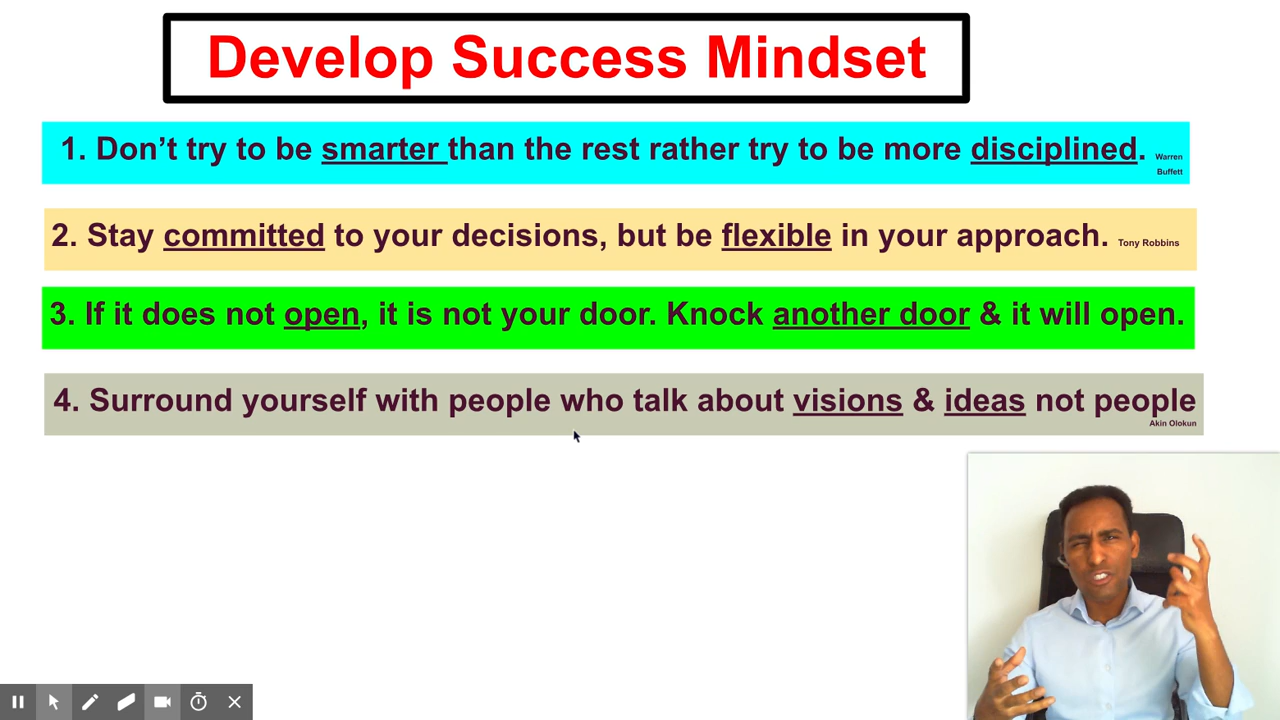 Develop Success Mindset
1. Don’t try to be smarter than the rest rather try to be more disciplined. Warren
Buffett
2. Stay committed to your decisions, but be flexible in your approach. Tony Robbins
3. If it does not open, it is not your door. Knock another door & it will open.
4. Surround yourself with people who talk about visions & ideas not people
Akin Olokun